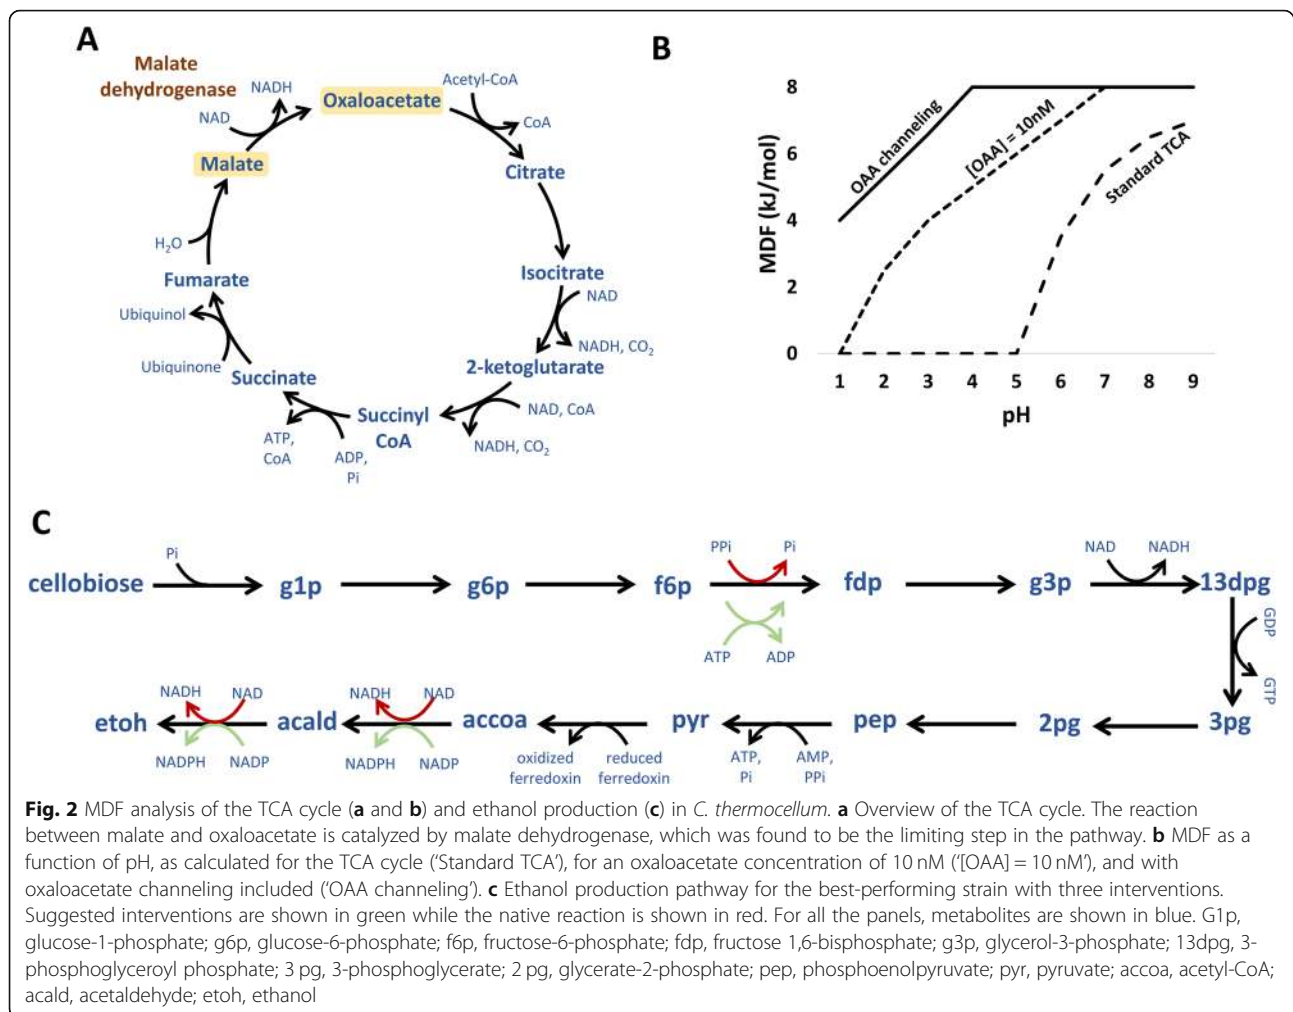 A
Malate
dehydrogenase
NADH
NAD
Oxaloacetate
Acetyl-CoA
CoA
Malate
Citrate
H₂O
Fumarate
Isocitrate
NAD
Ubiquinol
NADH, CO₂
Ubiquinone
Succinate
2-ketoglutarate
NAD, CoA
Succinyl
CoA
NADH, CO₂
ATP,
CoA
ADP,
Pi
B
MDF (kJ/mol)
8
6
4
2
0
OAA channeling
[OAA] = 10nM
Standard TCA
1 2 3 4 5 6 7 8 9
pH
C
Pi
PPi Pi
NAD NADH
cellobiose g1p g6p f6p fdp g3p 13dpg
ATP ADP
GDP
GTP
NADH NAD NADH NAD
etoh acald accoa pyr pep 2pg 3pg
NADPH NADP NADPH NADP
oxidized
ferredoxin
reduced
ferredoxin
ATP,
Pi
AMP,
PPi
Fig. 2 MDF analysis of the TCA cycle (a and b) and ethanol production (c) in C. thermocellum. a Overview of the TCA cycle. The reaction
between malate and oxaloacetate is catalyzed by malate dehydrogenase, which was found to be the limiting step in the pathway. b MDF as a
function of pH, as calculated for the TCA cycle (‘Standard TCA’), for an oxaloacetate concentration of 10 nM (‘[OAA] = 10 nM’), and with
oxaloacetate channeling included (‘OAA channeling’). c Ethanol production pathway for the best-performing strain with three interventions.
Suggested interventions are shown in green while the native reaction is shown in red. For all the panels, metabolites are shown in blue. G1p,
glucose-1-phosphate; g6p, glucose-6-phosphate; f6p, fructose-6-phosphate; fdp, fructose 1,6-bisphosphate; g3p, glycerol-3-phosphate; 13dpg, 3-
phosphoglyceroyl phosphate; 3 pg, 3-phosphoglycerate; 2 pg, glycerate-2-phosphate; pep, phosphoenolpyruvate; pyr, pyruvate; accoa, acetyl-CoA;
acald, acetaldehyde; etoh, ethanol